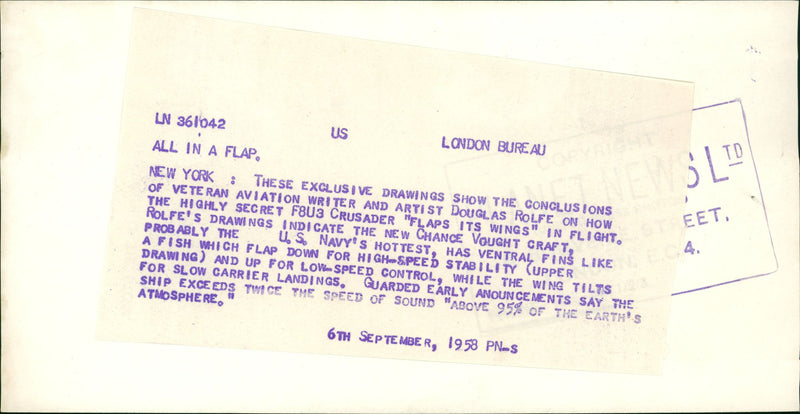 LN 361042 US LONDON BUREAU
ALL IN A FLAP.
NEW YORK : THESE EXCLUSIVE DRAWINGS SHOW THE CONCLUSIONS
OF VETERAN AVIATION WRITER AND ARTIST DOUGLAS ROLFE ON HOW
THE HIGHLY SECRET F8U3 CRUSADER "FLAPS ITS WINGS" IN FLIGHT.
ROLFE'S DRAWINGS INDICATE THE NEW CHANCE VOUGHT CRAFT,
PROBABLY THE U.S. NAVY'S HOTTEST, HAS VENTRAL FINS LIKE
A FISH WHICH FLAP DOWN FOR HIGH-SPEED STABILITY (UPPER
DRAWING) AND UP FOR LOW-SPEED CONTROL, WHILE THE WING TILTS
FOR SLOW CARRIER LANDINGS. GUARDED EARLY ANOUNCEMENTS SAY THE
SHIP EXCEEDS TWICE THE SPEED OF SOUND "ABOVE 95% OF THE EARTH'S
ATMOSPHERE."
6TH SEPTEMBER, 1958 PN-S
COPYRIGHT
S LTD
STREET,
E.C.4.